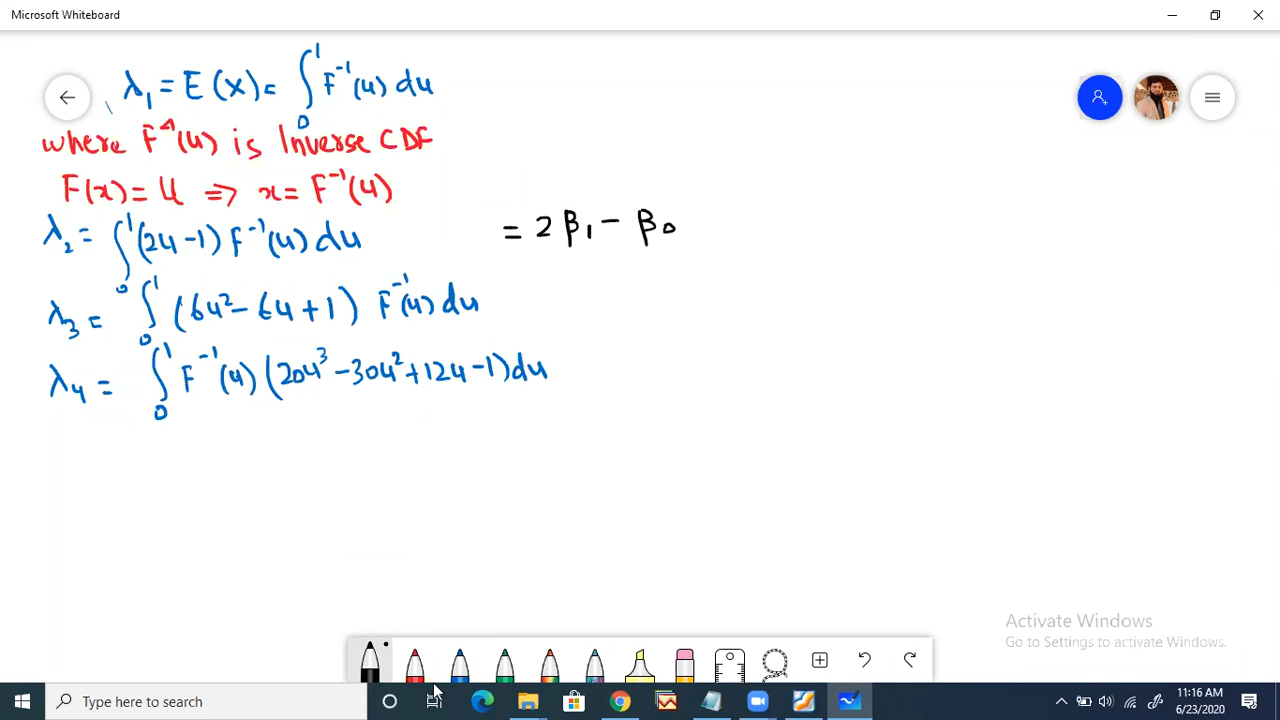 Microsoft Whiteboard
λ₁ = E(x) = ∫₀¹ F⁻¹(u) du
where F⁻¹(u) is Inverse CDF
F(x) = u ⇒ x = F⁻¹(u)
λ₂ = ∫₀¹ (2u-1) F⁻¹(u) du = 2β₁ - β₀
λ₃ = ∫₀¹ (6u² - 6u + 1) F⁻¹(u) du
λ₄ = ∫₀¹ F⁻¹(u) (20u³ - 30u² + 12u - 1) du
Activate Windows
Go to Settings to activate Windows.
Type here to search
11:16 AM
6/23/2020